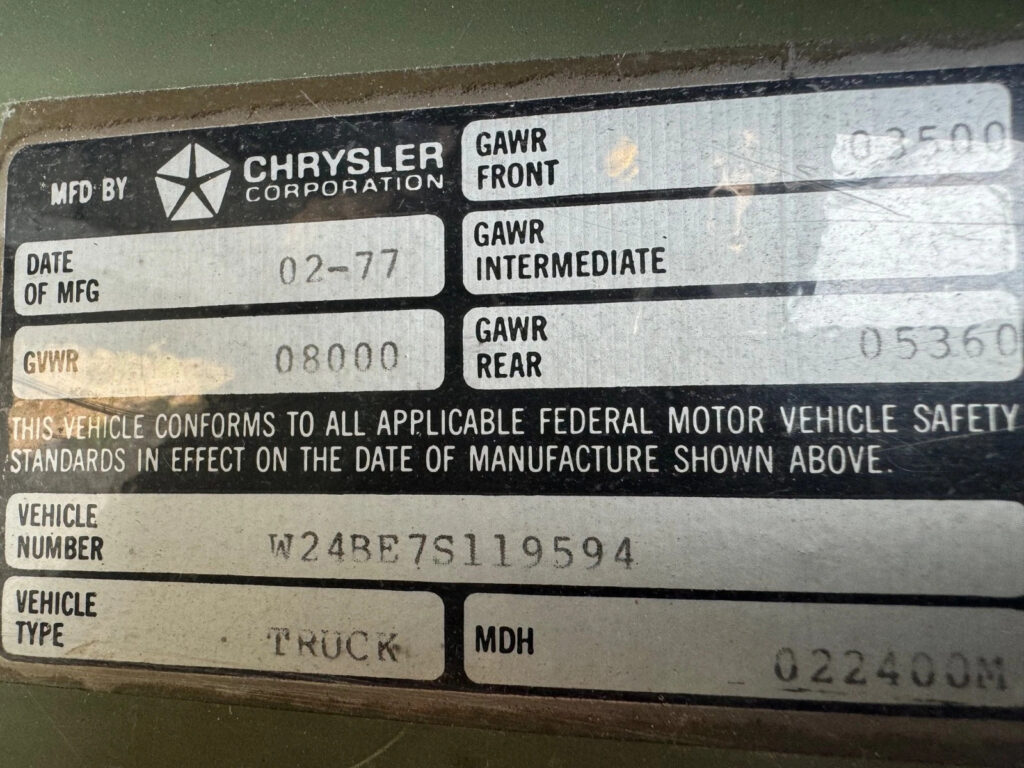 MFD BY CHRYSLER CORPORATION
DATE OF MFG 02-77
GVWR 08000
GAWR FRONT 03500
GAWR INTERMEDIATE
GAWR REAR 05360
THIS VEHICLE CONFORMS TO ALL APPLICABLE FEDERAL MOTOR VEHICLE SAFETY
STANDARDS IN EFFECT ON THE DATE OF MANUFACTURE SHOWN ABOVE.
VEHICLE NUMBER W24BE7S119594
VEHICLE TYPE TRUCK
MDH 022400M